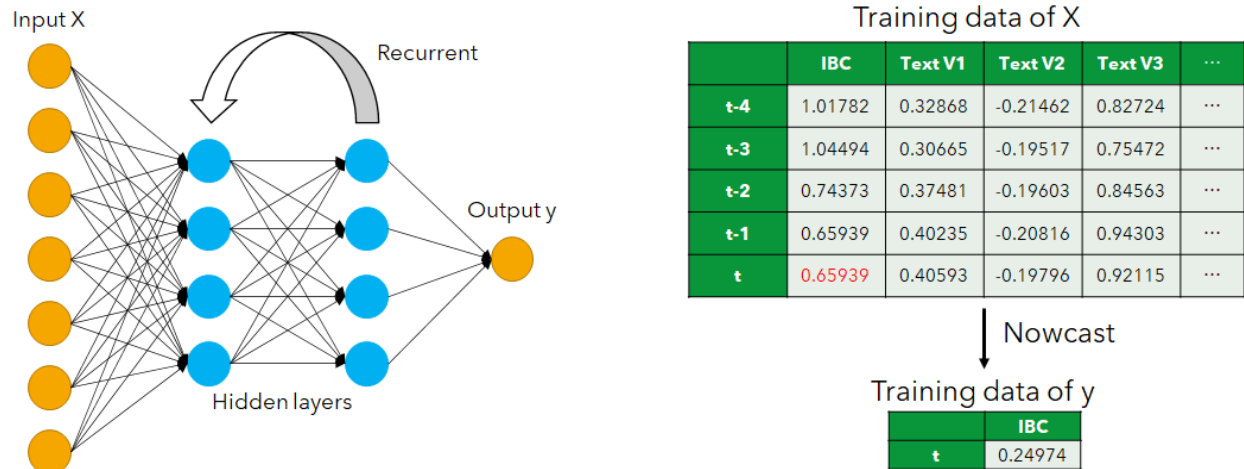 Input X
Recurrent
Output y
Hidden layers
Training data of X
IBC Text V1 Text V2 Text V3 ...
t-4 1.01782 0.32868 -0.21462 0.82724 ...
t-3 1.04494 0.30665 -0.19517 0.75472 ...
t-2 0.74373 0.37481 -0.19603 0.84563 ...
t-1 0.65939 0.40235 -0.20816 0.94303 ...
t 0.65939 0.40593 -0.19796 0.92115 ...
Nowcast
Training data of y
IBC
t 0.24974